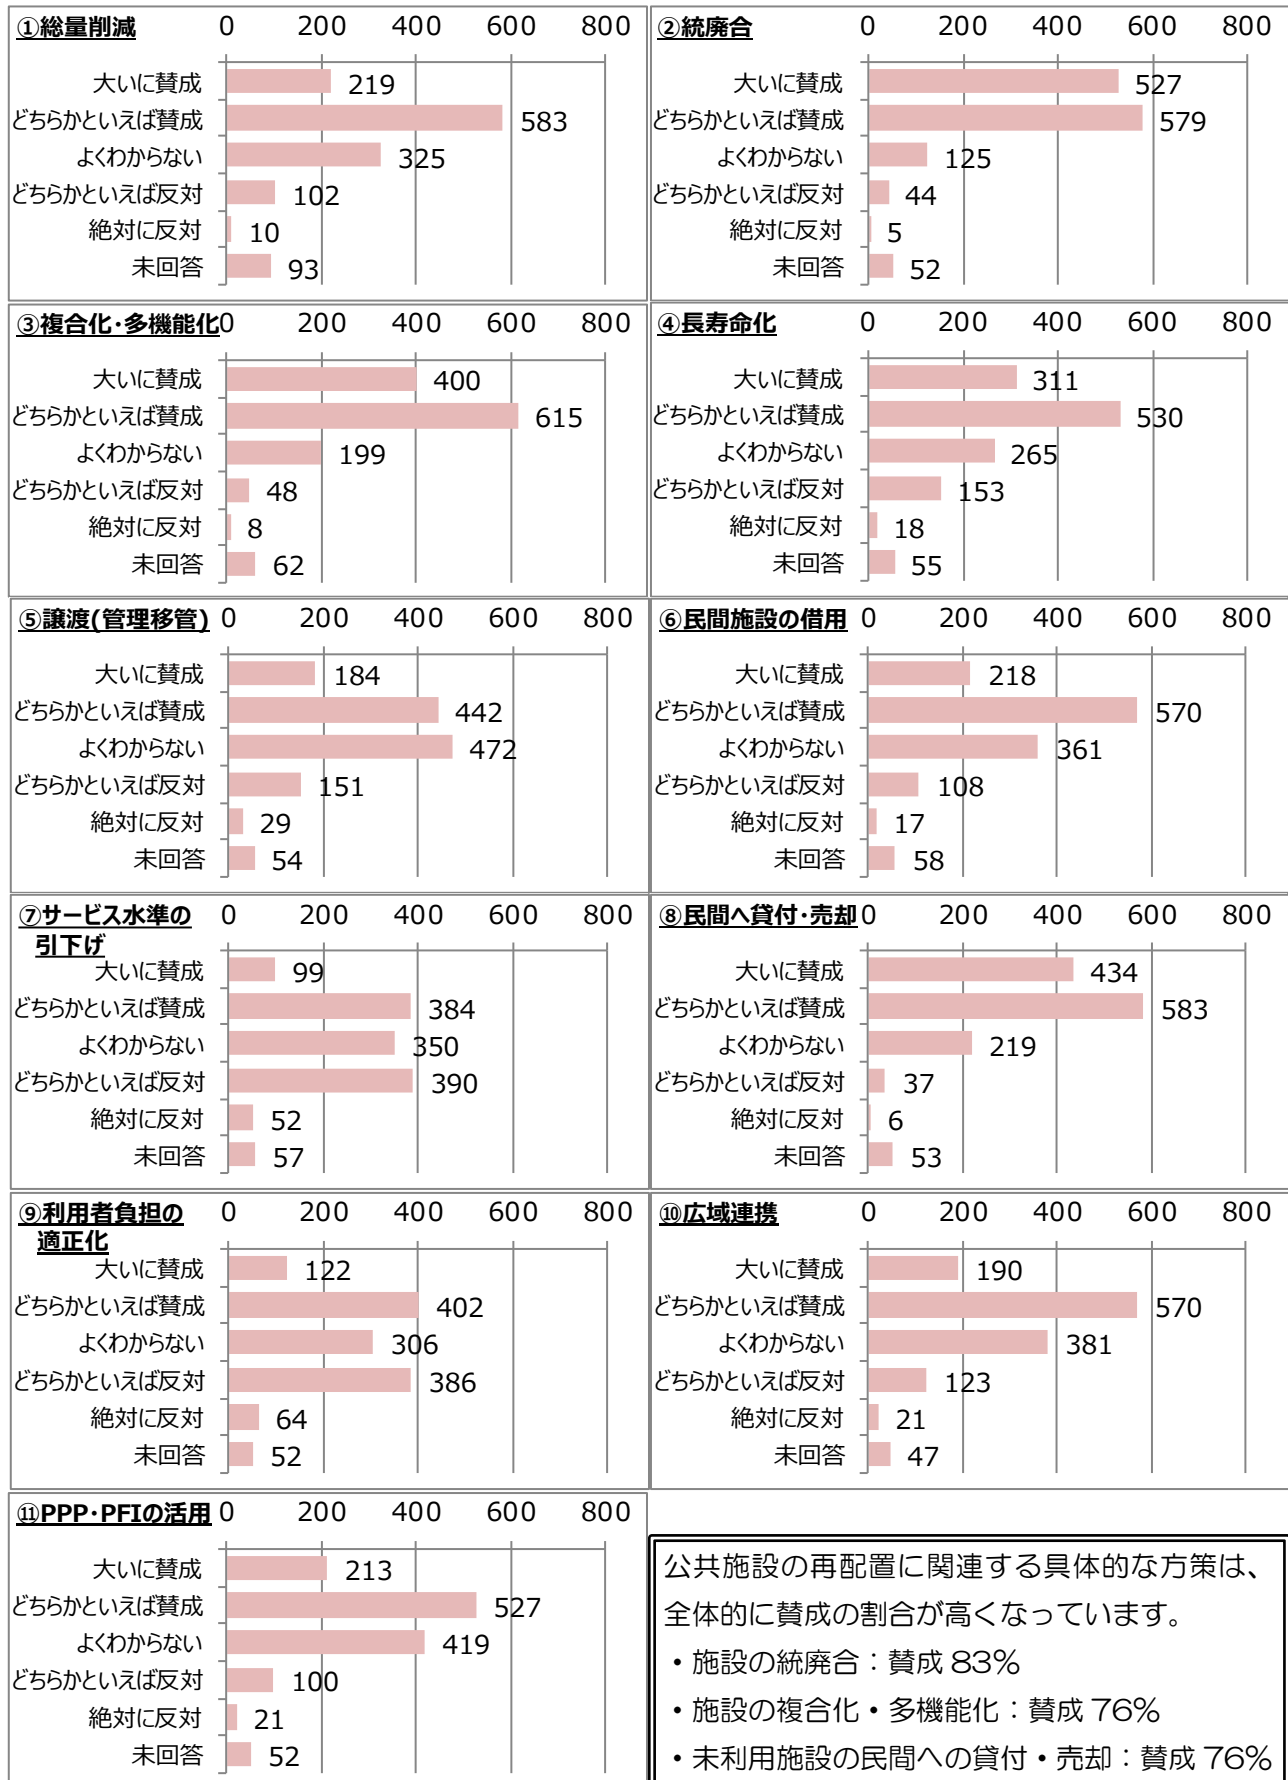 ①総量削減
0 200 400 600 800
大いに賛成 219
どちらかといえば賛成 583
よくわからない 325
どちらかといえば反対 102
絶対に反対 10
未回答 93
②統廃合
0 200 400 600 800
大いに賛成 527
どちらかといえば賛成 579
よくわからない 125
どちらかといえば反対 44
絶対に反対 5
未回答 52
③複合化・多機能化
0 200 400 600 800
大いに賛成 400
どちらかといえば賛成 615
よくわからない 199
どちらかといえば反対 48
絶対に反対 8
未回答 62
④長寿命化
0 200 400 600 800
大いに賛成 311
どちらかといえば賛成 530
よくわからない 265
どちらかといえば反対 153
絶対に反対 18
未回答 55
⑤譲渡(管理移管)
0 200 400 600 800
大いに賛成 184
どちらかといえば賛成 442
よくわからない 472
どちらかといえば反対 151
絶対に反対 29
未回答 54
⑥民間施設の借用
0 200 400 600 800
大いに賛成 218
どちらかといえば賛成 570
よくわからない 361
どちらかといえば反対 108
絶対に反対 17
未回答 58
⑦サービス水準の
引下げ
0 200 400 600 800
大いに賛成 99
どちらかといえば賛成 384
よくわからない 350
どちらかといえば反対 390
絶対に反対 52
未回答 57
⑧民間へ貸付・売却
0 200 400 600 800
大いに賛成 434
どちらかといえば賛成 583
よくわからない 219
どちらかといえば反対 37
絶対に反対 6
未回答 53
⑨利用者負担の
適正化
0 200 400 600 800
大いに賛成 122
どちらかといえば賛成 402
よくわからない 306
どちらかといえば反対 386
絶対に反対 64
未回答 52
⑩広域連携
0 200 400 600 800
大いに賛成 190
どちらかといえば賛成 570
よくわからない 381
どちらかといえば反対 123
絶対に反対 21
未回答 47
⑪PPP・PFIの活用
0 200 400 600 800
大いに賛成 213
どちらかといえば賛成 527
よくわからない 419
どちらかといえば反対 100
絶対に反対 21
未回答 52
公共施設の再配置に関連する具体的な方策は、
全体的に賛成の割合が高くなっています。
・施設の統廃合：賛成 83%
・施設の複合化・多機能化：賛成 76%
・未利用施設の民間への貸付・売却：賛成 76%